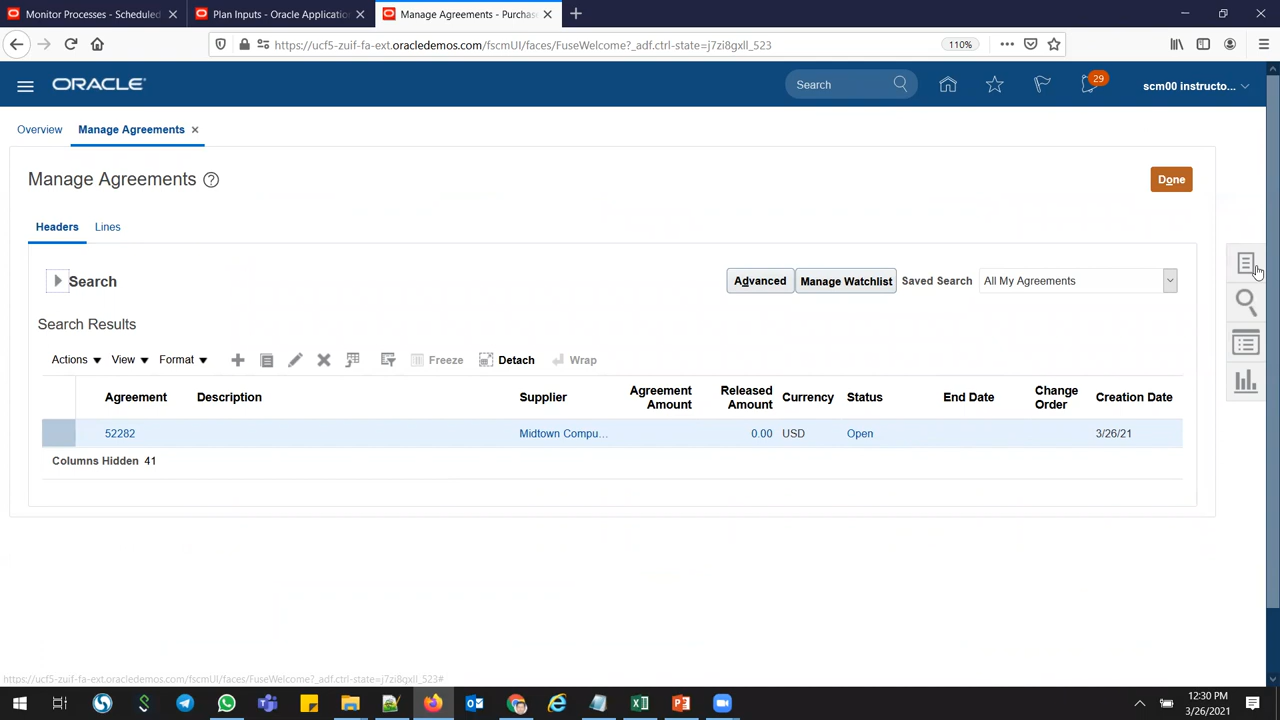 Monitor Processes - Scheduled
Plan Inputs - Oracle Applicatio
Manage Agreements - Purchas
https://ucf5-zuif-fa-ext.oracledemos.com/fscmUI/faces/FuseWelcome?_adf.ctrl-state=j7zi8gxll_523
110%
ORACLE
Search
29
scm00 instructo...
Overview
Manage Agreements
Manage Agreements
Done
Headers
Lines
Search
Advanced
Manage Watchlist
Saved Search
All My Agreements
Search Results
Actions
View
Format
Freeze
Detach
Wrap
Agreement
Description
Supplier
Agreement
Amount
Released
Amount
Currency
Status
End Date
Change
Order
Creation Date
52282
Midtown Compu...
0.00
USD
Open
3/26/21
Columns Hidden 41
https://ucf5-zuif-fa-ext.oracledemos.com/fscmUI/faces/FuseWelcome?_adf.ctrl-state=j7zi8gxll_523#
12:30 PM
3/26/2021